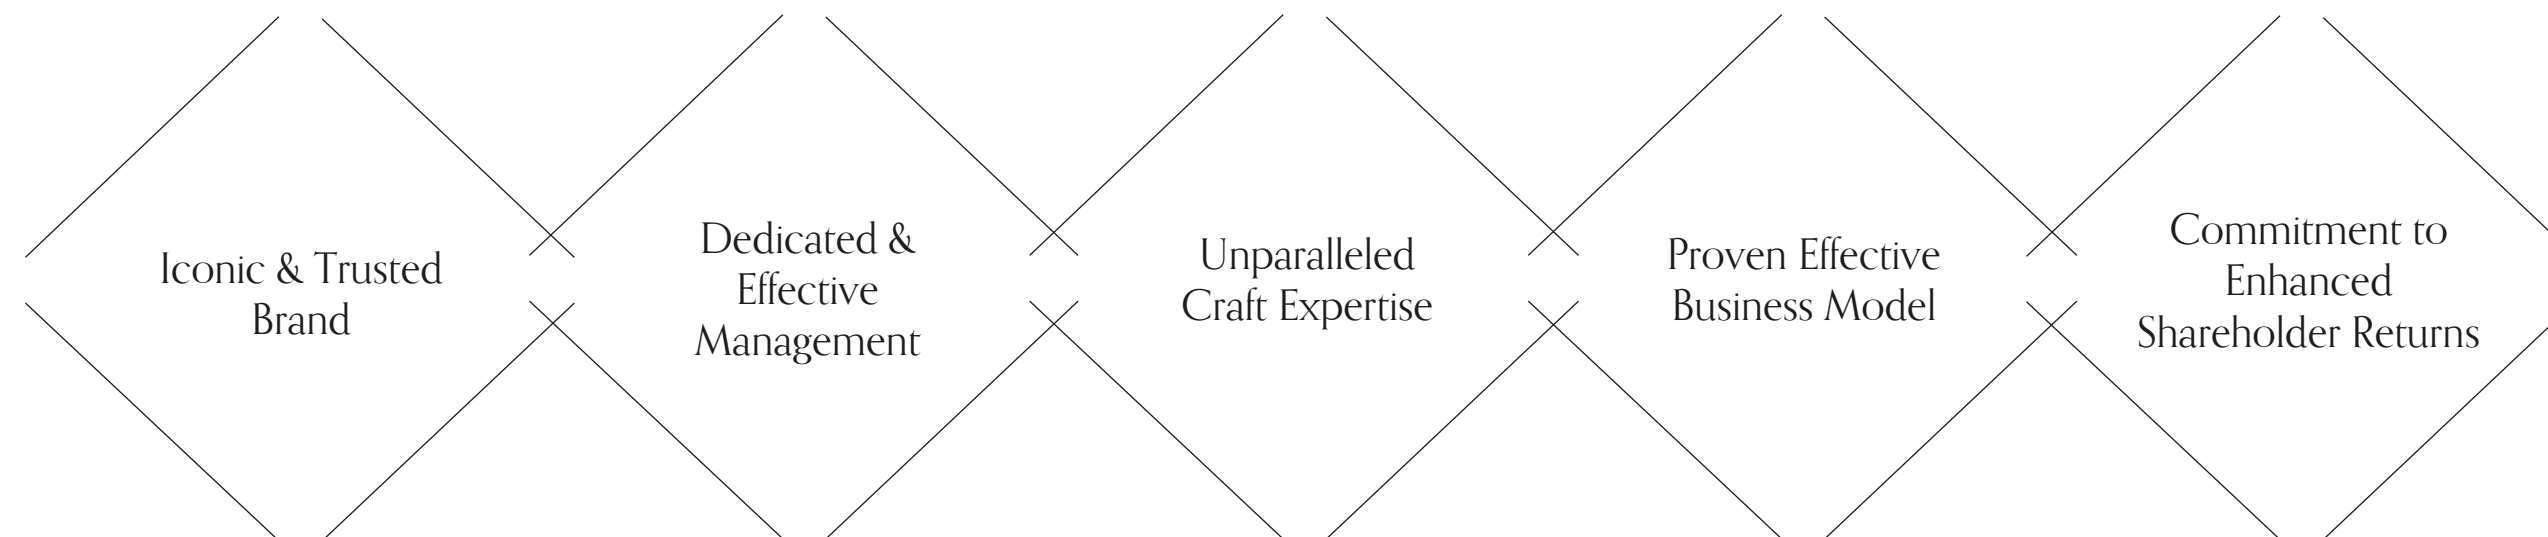 Iconic & Trusted
Brand
Dedicated &
Effective
Management
Unparalleled
Craft Expertise
Proven Effective
Business Model
Commitment to
Enhanced
Shareholder Returns